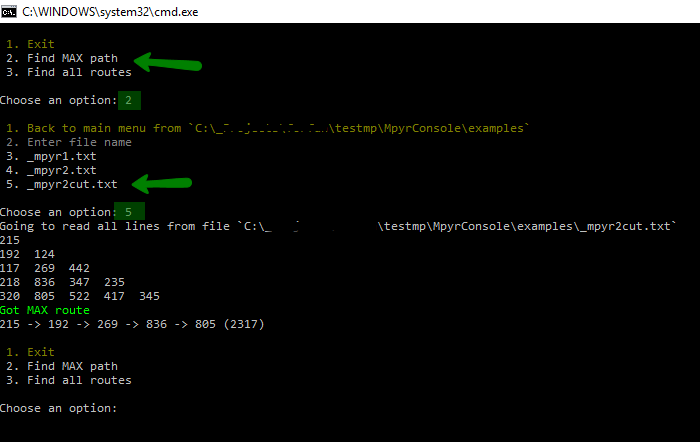 C:\WINDOWS\system32\cmd.exe
1. Exit
2. Find MAX path
3. Find all routes
Choose an option: 2
1. Back to main menu from `C:\_ \testmp\MpyrConsole\examples`
2. Enter file name
3. _mpyr1.txt
4. _mpyr2.txt
5. _mpyr2cut.txt
Choose an option: 5
Going to read all lines from file `C:\_ \testmp\MpyrConsole\examples\_mpyr2cut.txt`
215
192 124
117 269 442
218 836 347 235
320 805 522 417 345
Got MAX route
215 -> 192 -> 269 -> 836 -> 805 (2317)
1. Exit
2. Find MAX path
3. Find all routes
Choose an option: